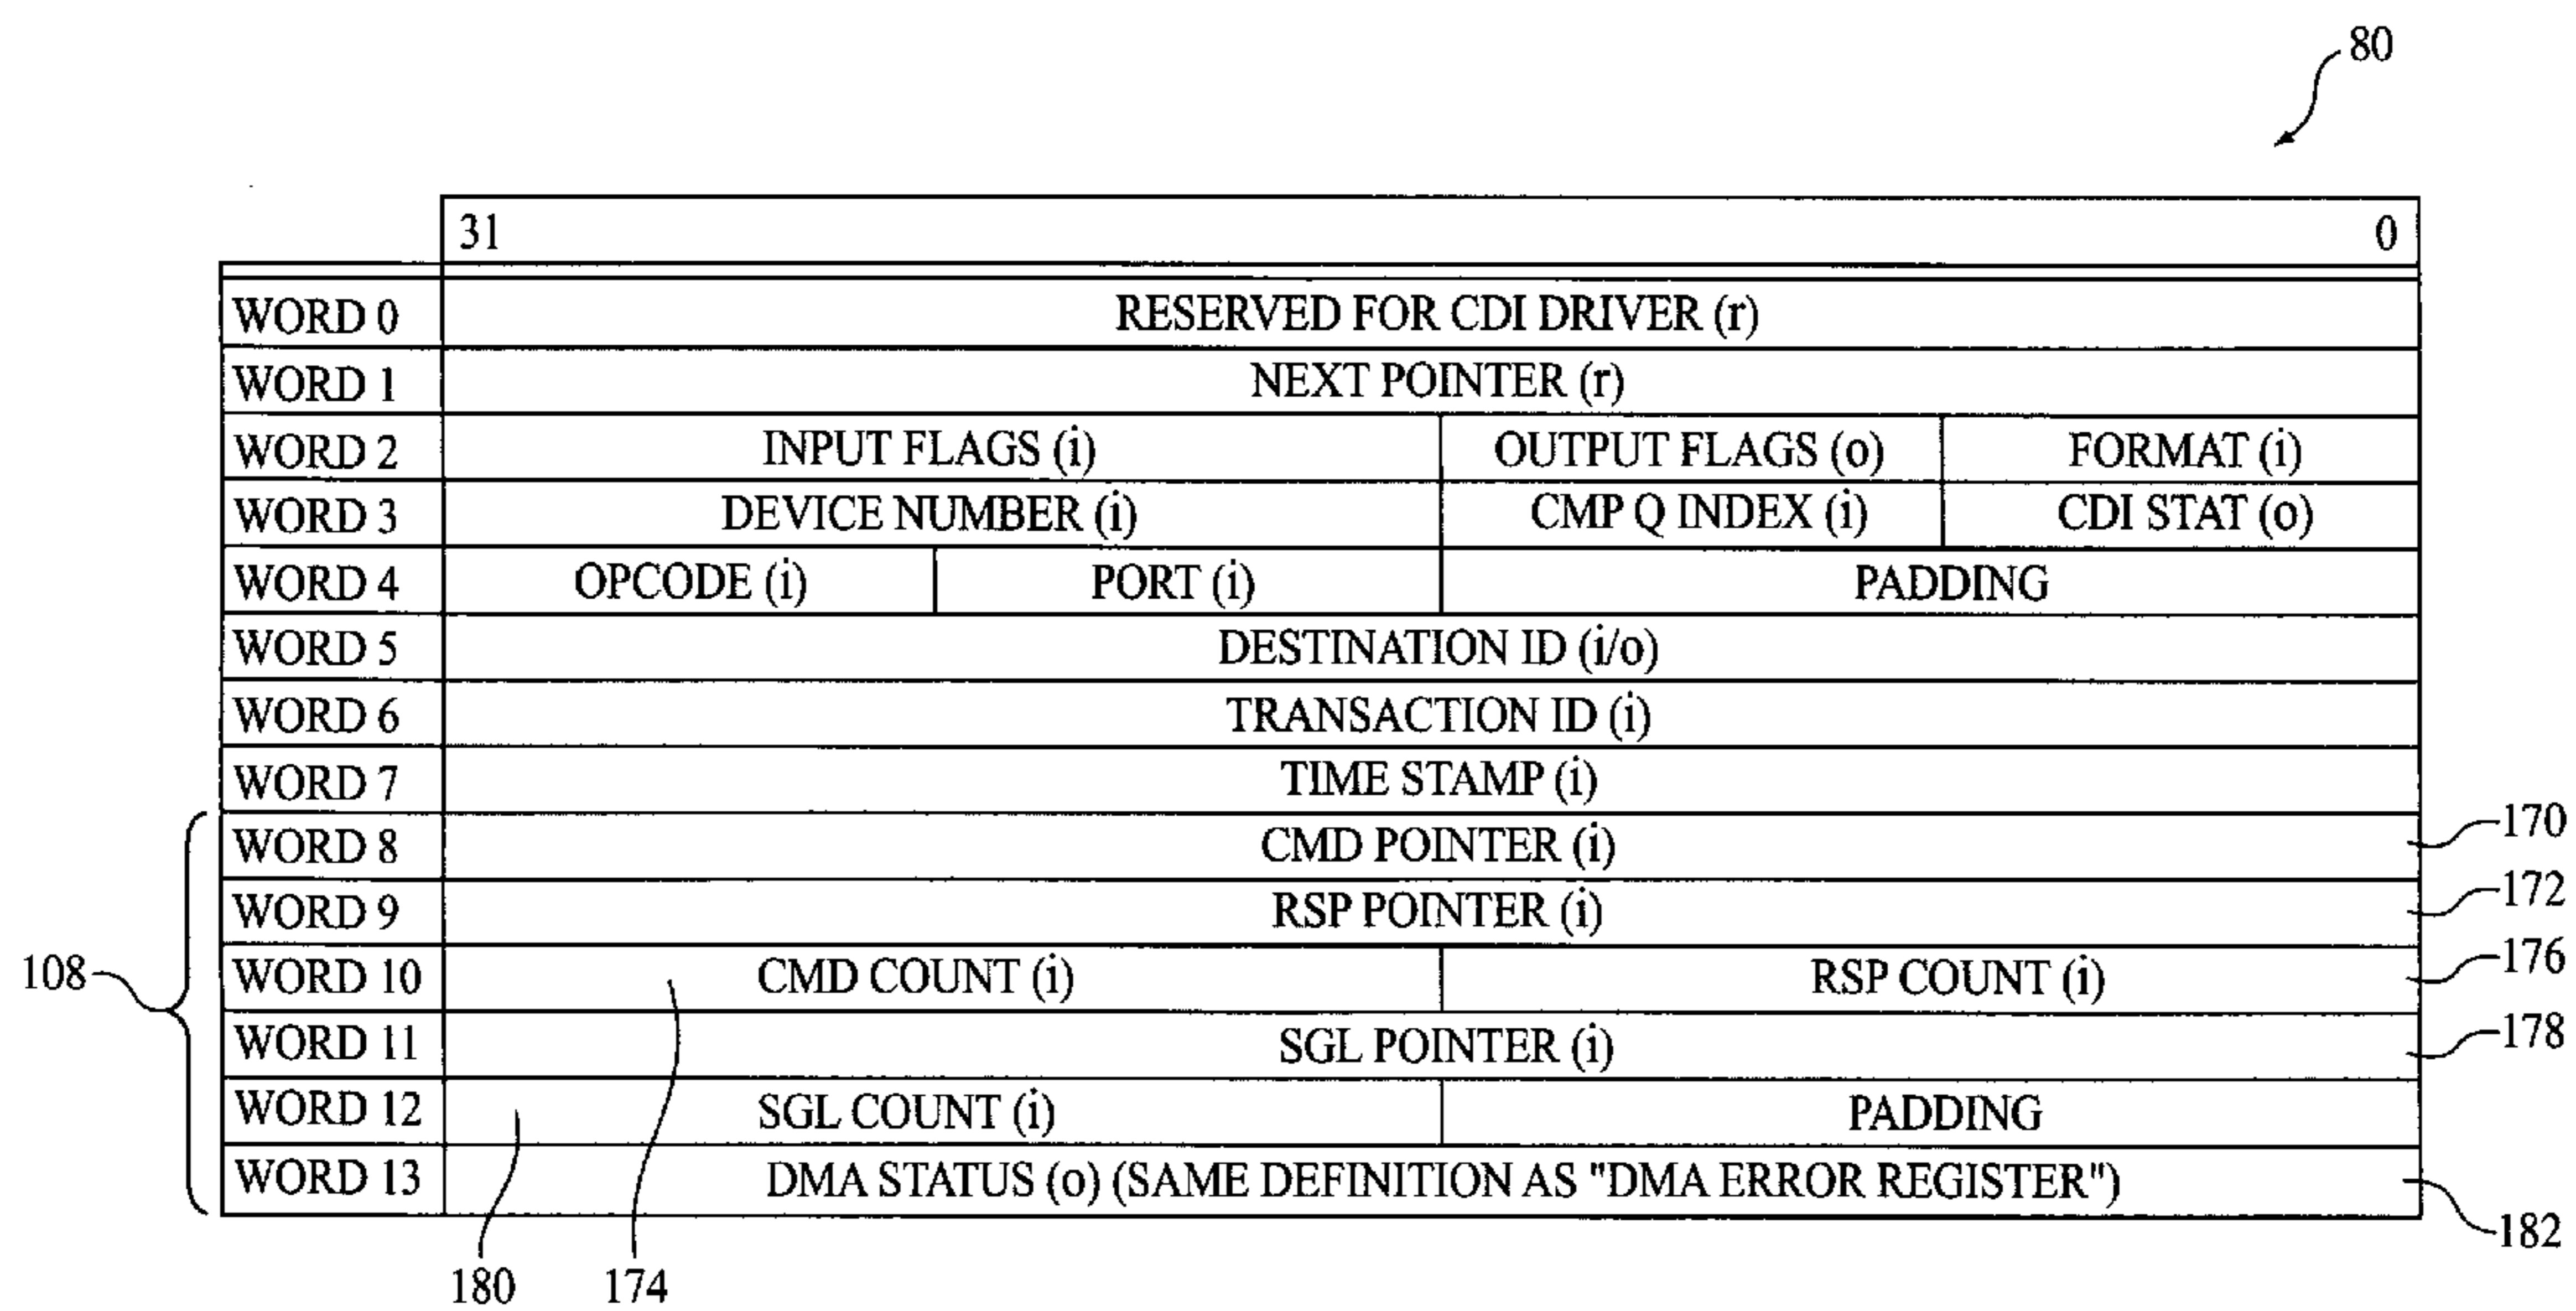 80
31 0
WORD 0 RESERVED FOR CDI DRIVER (r)
WORD 1 NEXT POINTER (r)
WORD 2 INPUT FLAGS (i) OUTPUT FLAGS (o) FORMAT (i)
WORD 3 DEVICE NUMBER (i) CMP Q INDEX (i) CDI STAT (o)
WORD 4 OPCODE (i) PORT (i) PADDING
WORD 5 DESTINATION ID (i/o)
WORD 6 TRANSACTION ID (i)
WORD 7 TIME STAMP (i)
WORD 8 CMD POINTER (i) 170
WORD 9 RSP POINTER (i) 172
108 WORD 10 CMD COUNT (i) RSP COUNT (i) 176
WORD 11 SGL POINTER (i) 178
WORD 12 SGL COUNT (i) PADDING
WORD 13 DMA STATUS (o) (SAME DEFINITION AS "DMA ERROR REGISTER") 182
180 174